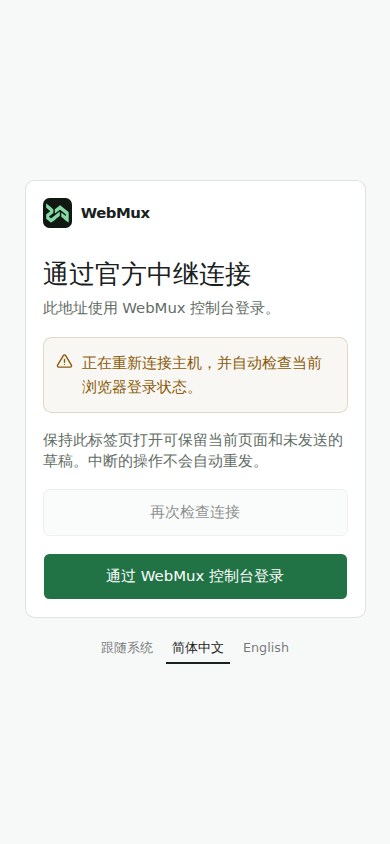 WebMux
通过官方中继连接
此地址使用 WebMux 控制台登录。
正在重新连接主机，并自动检查当前
浏览器登录状态。
保持此标签页打开可保留当前页面和未发送的
草稿。中断的操作不会自动重发。
再次检查连接
通过 WebMux 控制台登录
跟随系统 简体中文 English